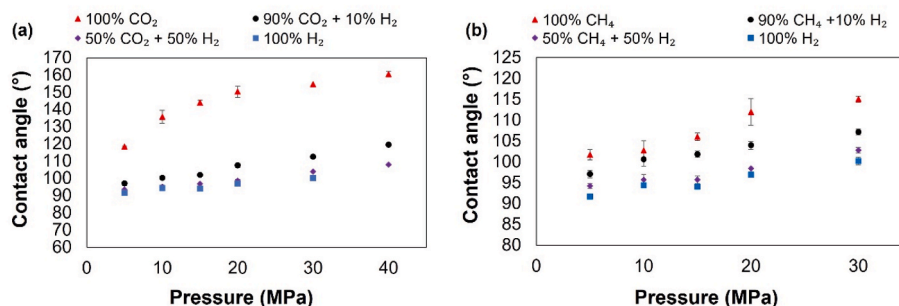 (a)
▲ 100% CO₂
● 90% CO₂ + 10% H₂
◆ 50% CO₂ + 50% H₂
■ 100% H₂
Contact angle (°)
170
160
150
140
130
120
110
100
90
80
70
60
0 10 20 30 40
Pressure (MPa)
(b)
▲ 100% CH₄
● 90% CH₄ +10% H₂
◆ 50% CH₄ + 50% H₂
■ 100% H₂
Contact angle (°)
125
120
115
110
105
100
95
90
85
80
0 10 20 30
Pressure (MPa)